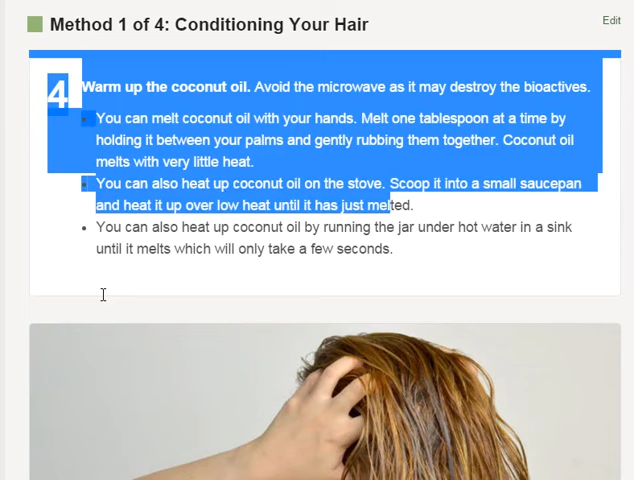 Method 1 of 4: Conditioning Your Hair
Edit
4
Warm up the coconut oil. Avoid the microwave as it may destroy the bioactives.
You can melt coconut oil with your hands. Melt one tablespoon at a time by
holding it between your palms and gently rubbing them together. Coconut oil
melts with very little heat.
You can also heat up coconut oil on the stove. Scoop it into a small saucepan
and heat it up over low heat until it has just melted.
You can also heat up coconut oil by running the jar under hot water in a sink
until it melts which will only take a few seconds.